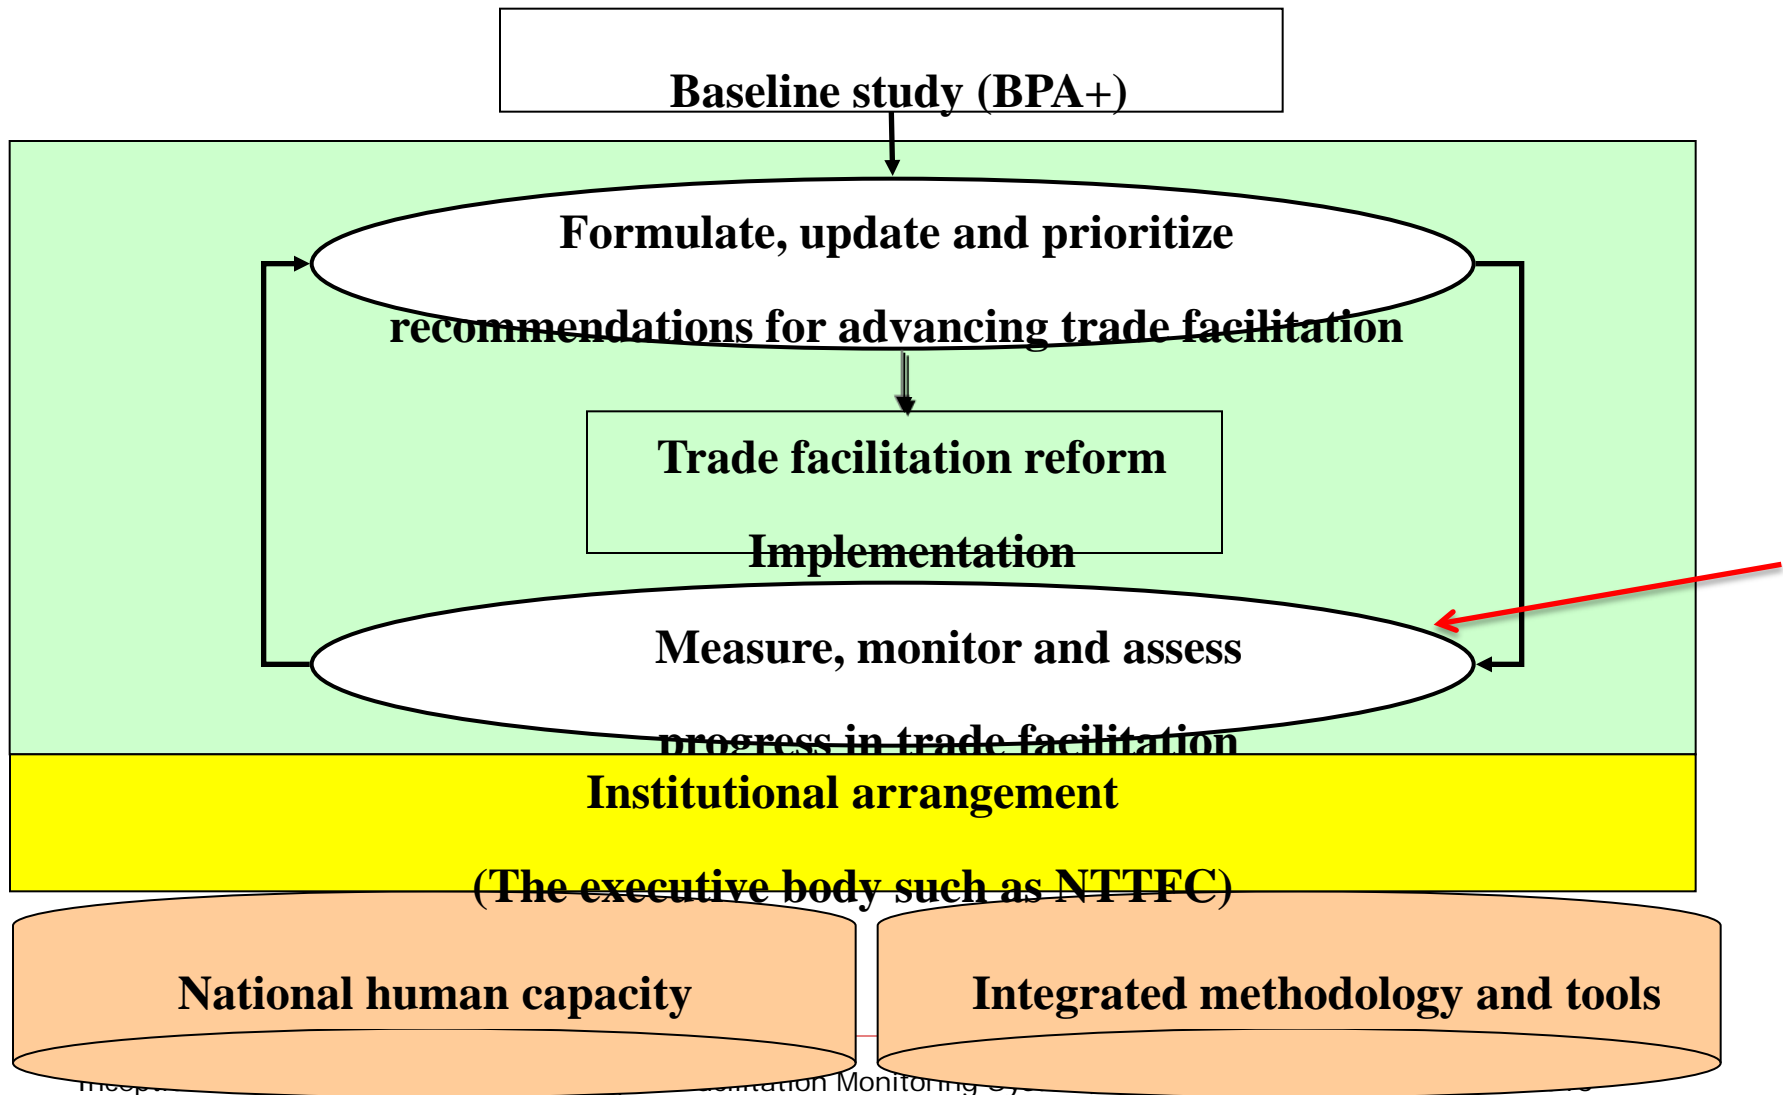 Baseline study (BPA+)
Formulate, update and prioritize
recommendations for advancing trade facilitation
Trade facilitation reform
Implementation
Measure, monitor and assess
progress in trade facilitation
Institutional arrangement
(The executive body such as NTTFC)
National human capacity
Integrated methodology and tools
Facilitation Monitoring